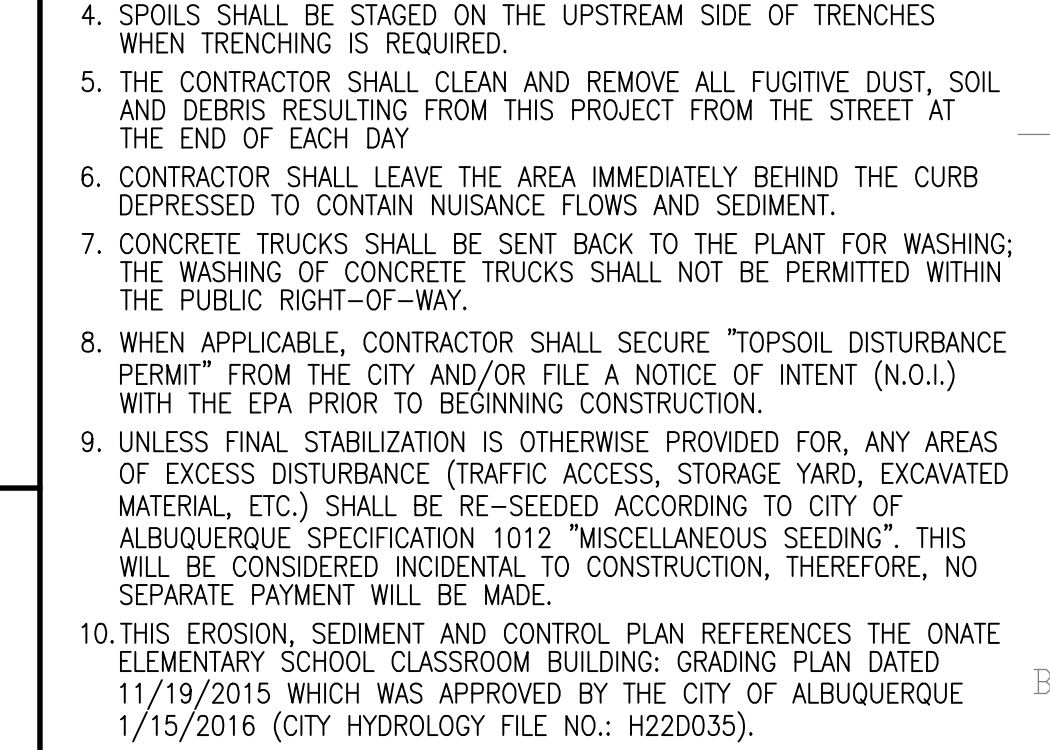 4. SPOILS SHALL BE STAGED ON THE UPSTREAM SIDE OF TRENCHES
WHEN TRENCHING IS REQUIRED.
5. THE CONTRACTOR SHALL CLEAN AND REMOVE ALL FUGITIVE DUST, SOIL
AND DEBRIS RESULTING FROM THIS PROJECT FROM THE STREET AT
THE END OF EACH DAY
6. CONTRACTOR SHALL LEAVE THE AREA IMMEDIATELY BEHIND THE CURB
DEPRESSED TO CONTAIN NUISANCE FLOWS AND SEDIMENT.
7. CONCRETE TRUCKS SHALL BE SENT BACK TO THE PLANT FOR WASHING;
THE WASHING OF CONCRETE TRUCKS SHALL NOT BE PERMITTED WITHIN
THE PUBLIC RIGHT-OF-WAY.
8. WHEN APPLICABLE, CONTRACTOR SHALL SECURE "TOPSOIL DISTURBANCE
PERMIT" FROM THE CITY AND/OR FILE A NOTICE OF INTENT (N.O.I.)
WITH THE EPA PRIOR TO BEGINNING CONSTRUCTION.
9. UNLESS FINAL STABILIZATION IS OTHERWISE PROVIDED FOR, ANY AREAS
OF EXCESS DISTURBANCE (TRAFFIC ACCESS, STORAGE YARD, EXCAVATED
MATERIAL, ETC.) SHALL BE RE-SEEDED ACCORDING TO CITY OF
ALBUQUERQUE SPECIFICATION 1012 "MISCELLANEOUS SEEDING". THIS
WILL BE CONSIDERED INCIDENTAL TO CONSTRUCTION, THEREFORE, NO
SEPARATE PAYMENT WILL BE MADE.
10. THIS EROSION, SEDIMENT AND CONTROL PLAN REFERENCES THE ONATE
ELEMENTARY SCHOOL CLASSROOM BUILDING: GRADING PLAN DATED
11/19/2015 WHICH WAS APPROVED BY THE CITY OF ALBUQUERQUE
1/15/2016 (CITY HYDROLOGY FILE NO.: H22D035).
B